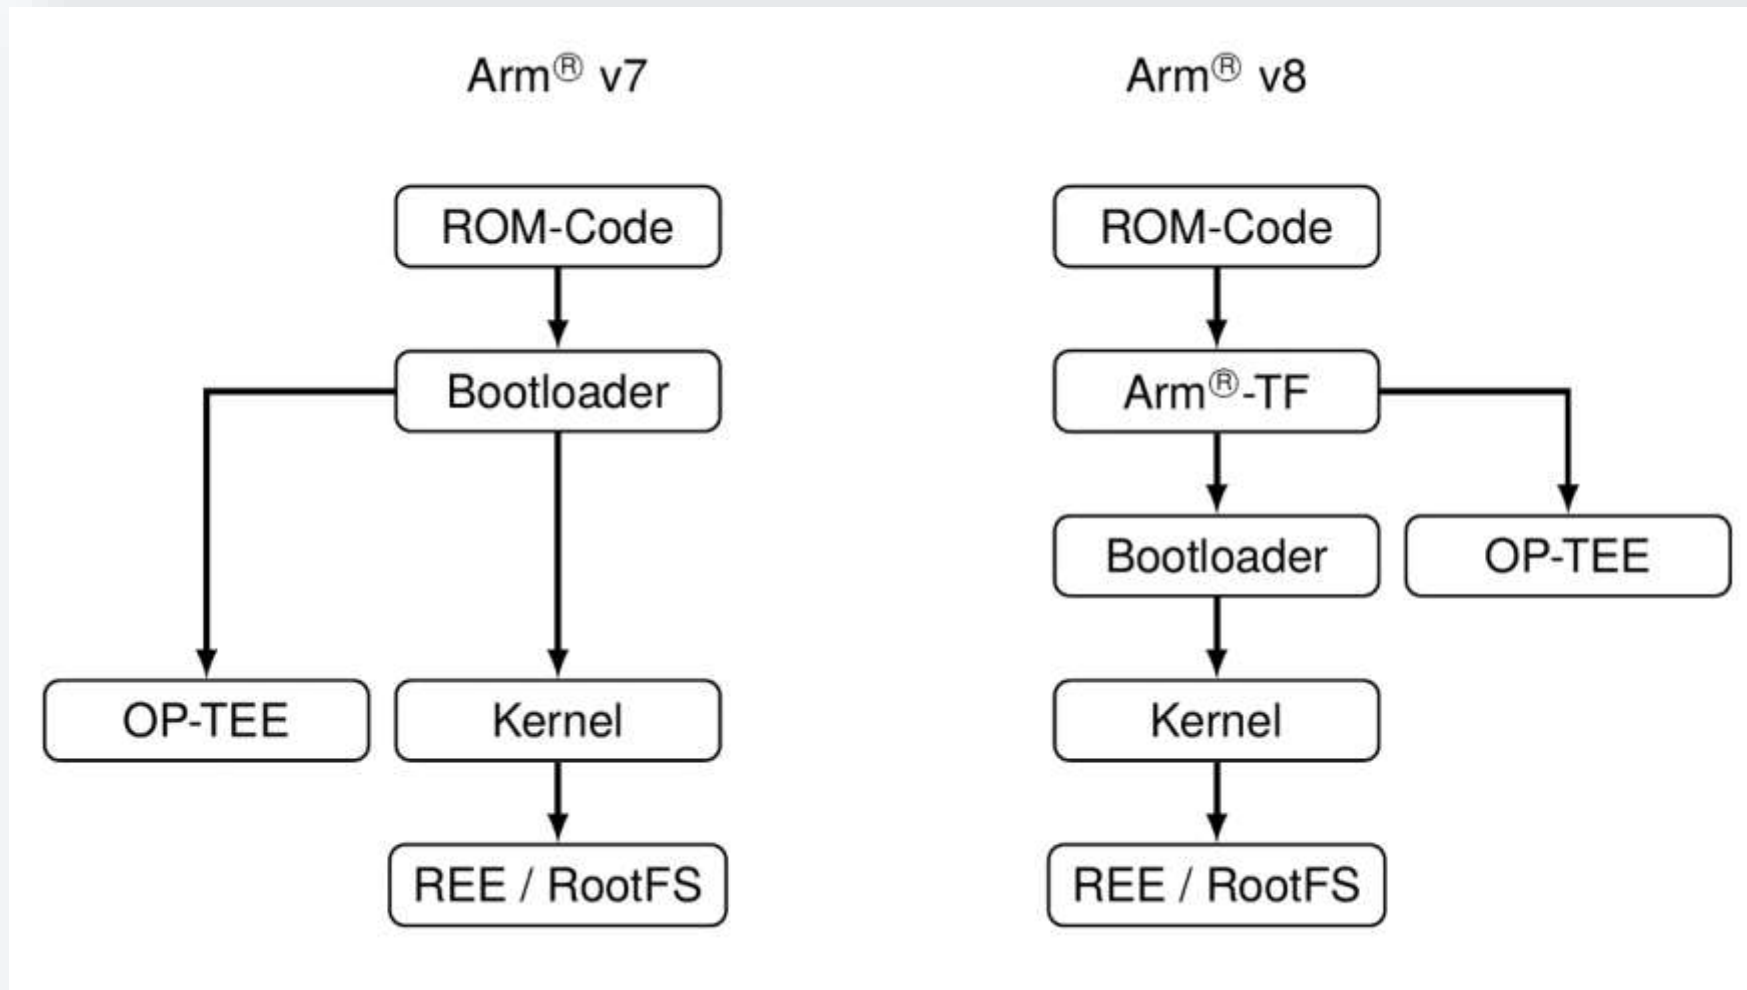 Arm® v7
Arm® v8
ROM-Code
ROM-Code
Bootloader
Arm®-TF
Bootloader
OP-TEE
OP-TEE
Kernel
Kernel
REE / RootFS
REE / RootFS